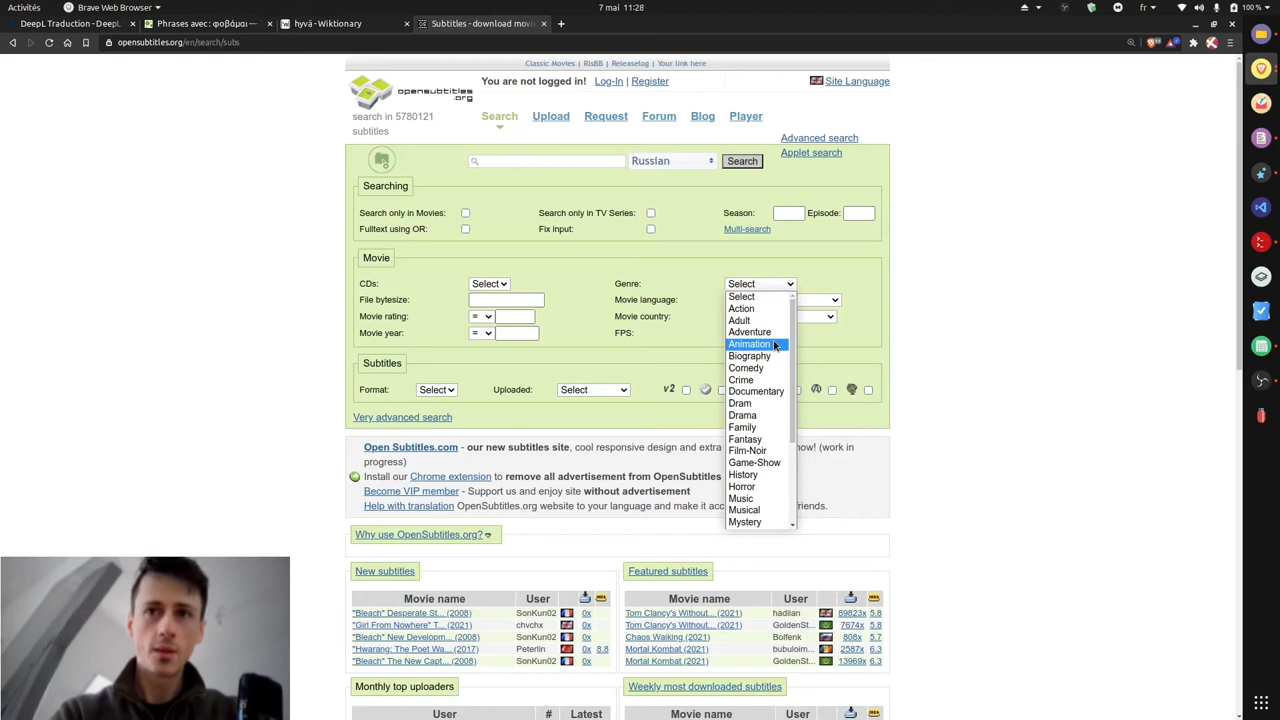 Activités
Brave Web Browser
7 mai 11:28
fr
100 %
DeepL Traduction - DeepL
Phrases avec: φοβάμαι —
hyvä - Wiktionary
Subtitles - download movi
opensubtitles.org/en/search/subs
Classic Movies | RlsBB | Releaselog | Your link here
opensubtitles.org
You are not logged in! Log-In | Register
Site Language
search in 5780121
subtitles
Search Upload Request Forum Blog Player
Advanced search
Applet search
Russian
Search
Searching
Search only in Movies:
Search only in TV Series:
Season:
Episode:
Fulltext using OR:
Fix input:
Multi-search
Movie
CDs:
Select
Genre:
Select
File bytesize:
Movie language:
Movie rating:
=
Movie country:
Movie year:
=
FPS:
Select
Action
Adult
Adventure
Animation
Biography
Comedy
Crime
Documentary
Dram
Drama
Family
Fantasy
Film-Noir
Game-Show
History
Horror
Music
Musical
Mystery
Subtitles
Format:
Select
Uploaded:
Select
v2
Very advanced search
Open Subtitles.com - our new subtitles site, cool responsive design and extra
now! (work in
progress)
Install our Chrome extension to remove all advertisement from OpenSubtitles
Become VIP member - Support us and enjoy site without advertisement
Help with translation OpenSubtitles.org website to your language and make it acc
friends.
Why use OpenSubtitles.org?
New subtitles
Movie name User
"Bleach" Desperate St... (2008) SonKun02 0x
"Girl From Nowhere" T... (2021) chvchx 0x
"Bleach" New Developm... (2008) SonKun02 0x
"Hwarang: The Poet Wa... (2017) Peterlin 0x 8.8
"Bleach" The New Capt... (2008) SonKun02 0x
Featured subtitles
Movie name User
Tom Clancy's Without... (2021) hadilan 89823x 5.8
Tom Clancy's Without... (2021) GoldenSt... 7674x 5.8
Chaos Walking (2021) Bolfenk 808x 5.7
Mortal Kombat (2021) bubuloim... 2587x 6.3
Mortal Kombat (2021) GoldenSt... 13969x 6.3
Monthly top uploaders
User # Latest
Weekly most downloaded subtitles
Movie name User